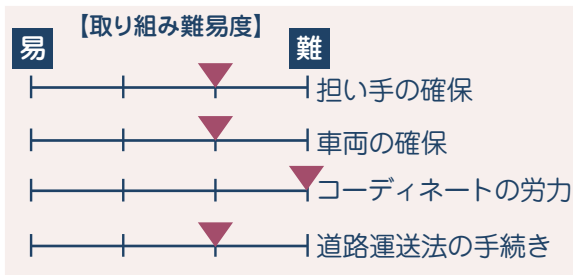 【取り組み難易度】
易
難
担い手の確保
車両の確保
コーディネートの労力
道路運送法の手続き